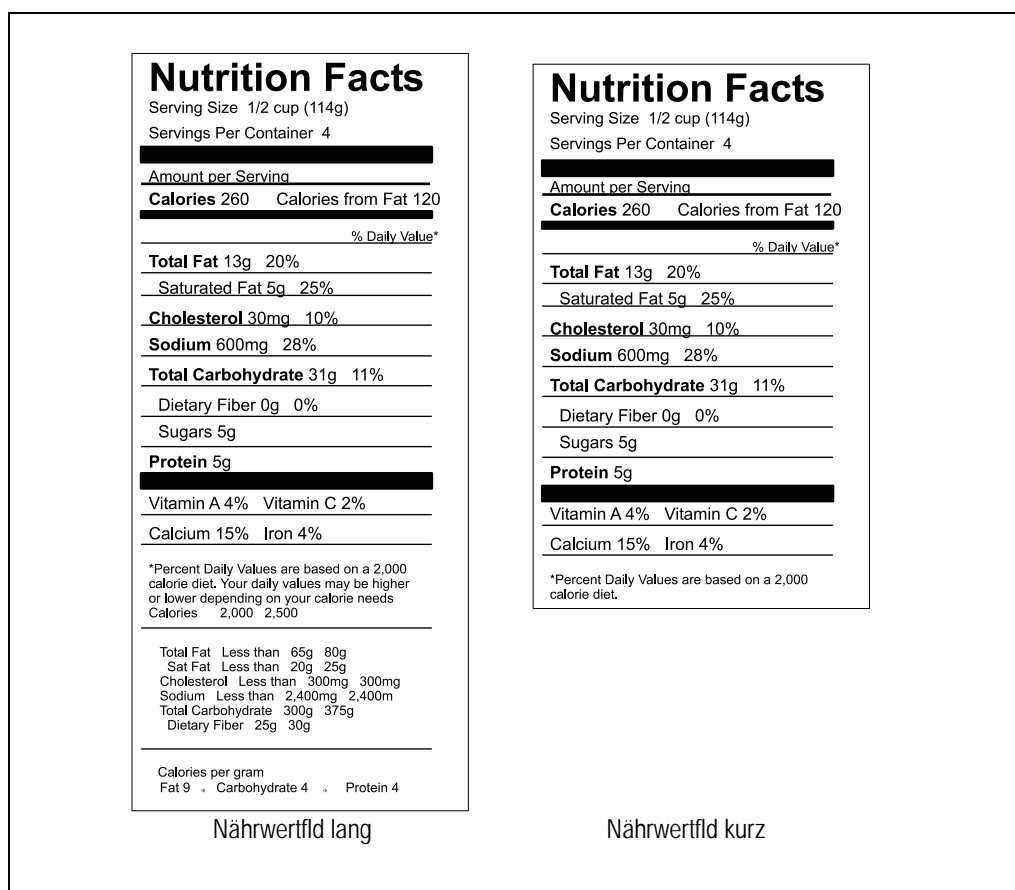 Nutrition Facts
Serving Size 1/2 cup (114g)
Servings Per Container 4
Amount per Serving
Calories 260 Calories from Fat 120
% Daily Value*
Total Fat 13g 20%
Saturated Fat 5g 25%
Cholesterol 30mg 10%
Sodium 600mg 28%
Total Carbohydrate 31g 11%
Dietary Fiber 0g 0%
Sugars 5g
Protein 5g
Vitamin A 4% Vitamin C 2%
Calcium 15% Iron 4%
*Percent Daily Values are based on a 2,000
calorie diet. Your daily values may be higher
or lower depending on your calorie needs
Calories 2,000 2,500
Total Fat Less than 65g 80g
Sat Fat Less than 20g 25g
Cholesterol Less than 300mg 300mg
Sodium Less than 2,400mg 2,400m
Total Carbohydrate 300g 375g
Dietary Fiber 25g 30g
Calories per gram
Fat 9 * Carbohydrate 4 * Protein 4
Nährwertfld lang
Nutrition Facts
Serving Size 1/2 cup (114g)
Servings Per Container 4
Amount per Serving
Calories 260 Calories from Fat 120
% Daily Value*
Total Fat 13g 20%
Saturated Fat 5g 25%
Cholesterol 30mg 10%
Sodium 600mg 28%
Total Carbohydrate 31g 11%
Dietary Fiber 0g 0%
Sugars 5g
Protein 5g
Vitamin A 4% Vitamin C 2%
Calcium 15% Iron 4%
*Percent Daily Values are based on a 2,000
calorie diet.
Nährwertfld kurz